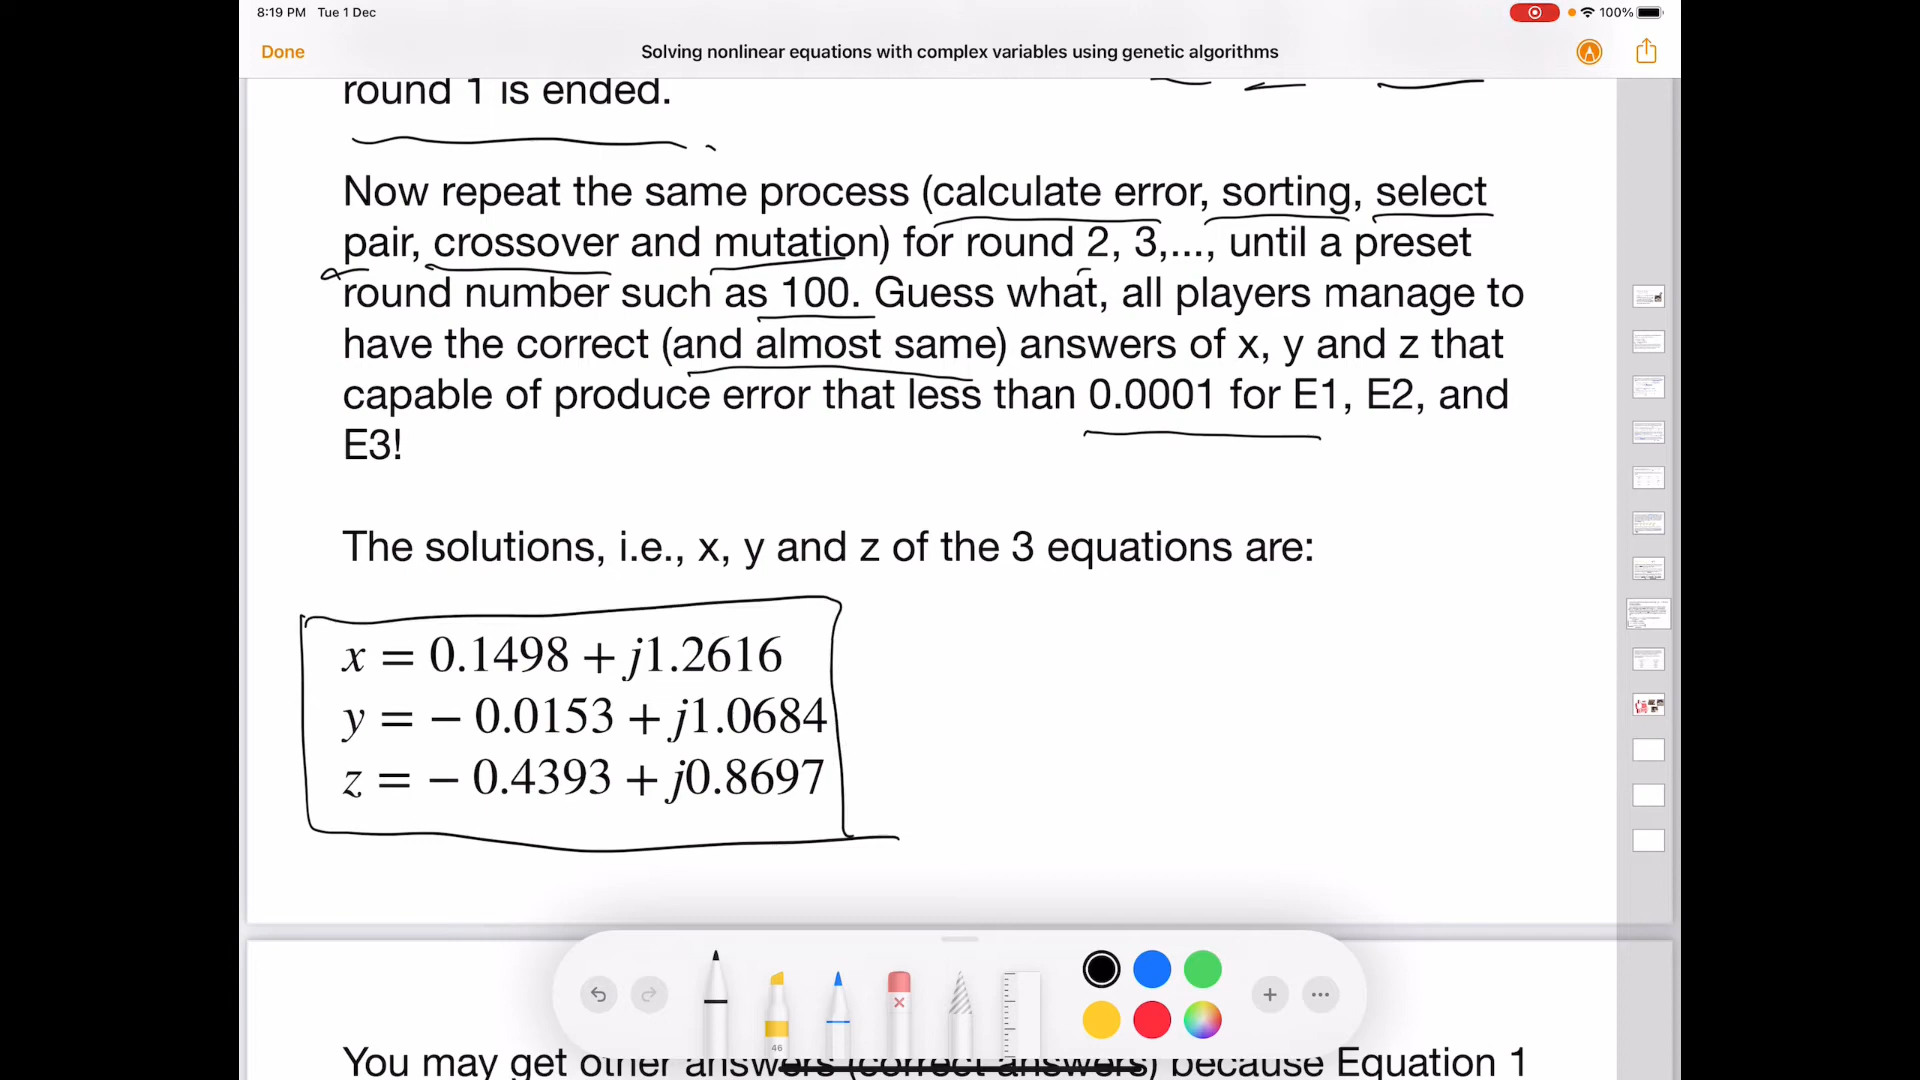 8:19 PM Tue 1 Dec
100%
Done
Solving nonlinear equations with complex variables using genetic algorithms
round 1 is ended.
Now repeat the same process (calculate error, sorting, select
pair, crossover and mutation) for round 2, 3,..., until a preset
round number such as 100. Guess what, all players manage to
have the correct (and almost same) answers of x, y and z that
capable of produce error that less than 0.0001 for E1, E2, and
E3!
The solutions, i.e., x, y and z of the 3 equations are:
x = 0.1498 + j1.2616
y = − 0.0153 + j1.0684
z = − 0.4393 + j0.8697
46
You may get other answers (correct answers) because Equation 1